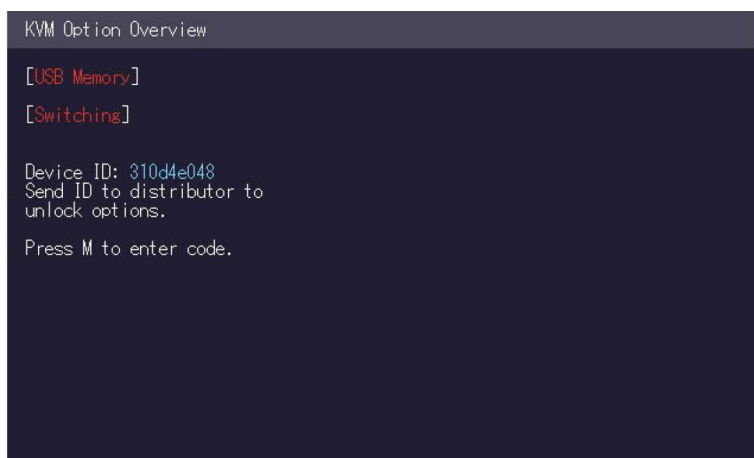 KVM Option Overview
[USB Memory]
[Switching]
Device ID: 310d4e048
Send ID to distributor to
unlock options.
Press M to enter code.